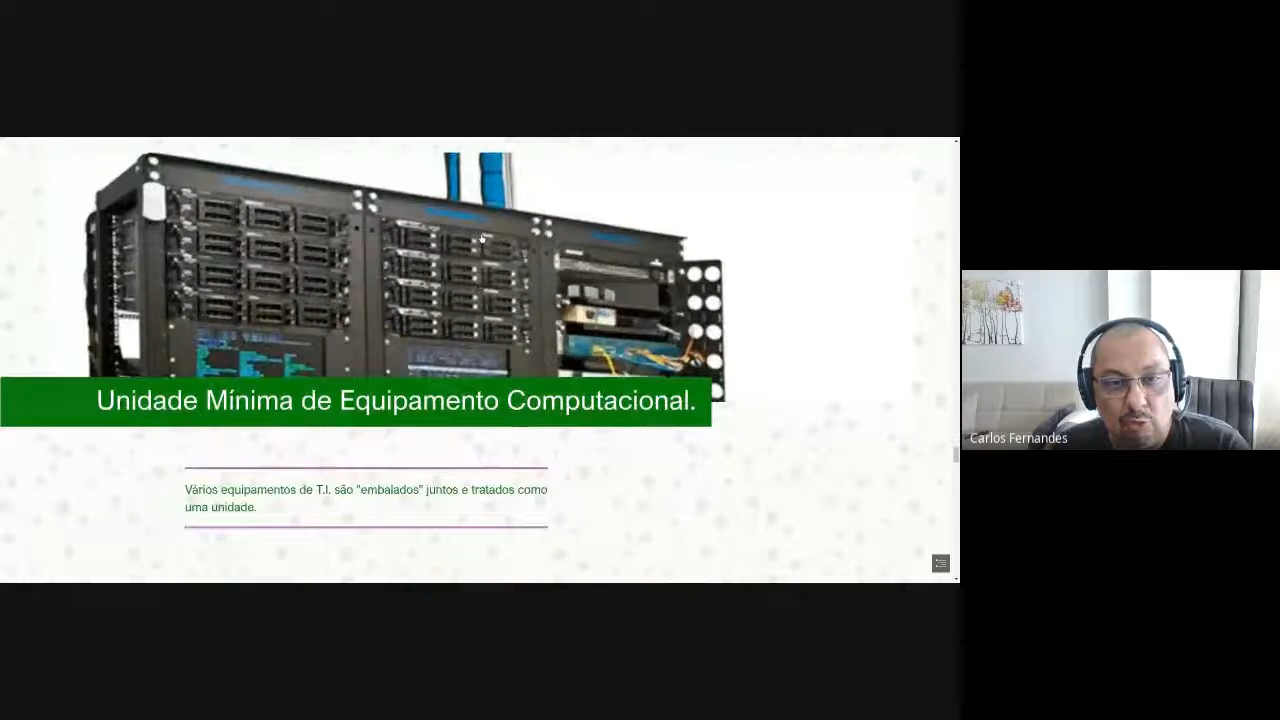 Unidade Mínima de Equipamento Computacional.
Vários equipamentos de T.I. são "embalados" juntos e tratados como
uma unidade.
Carlos Fernandes